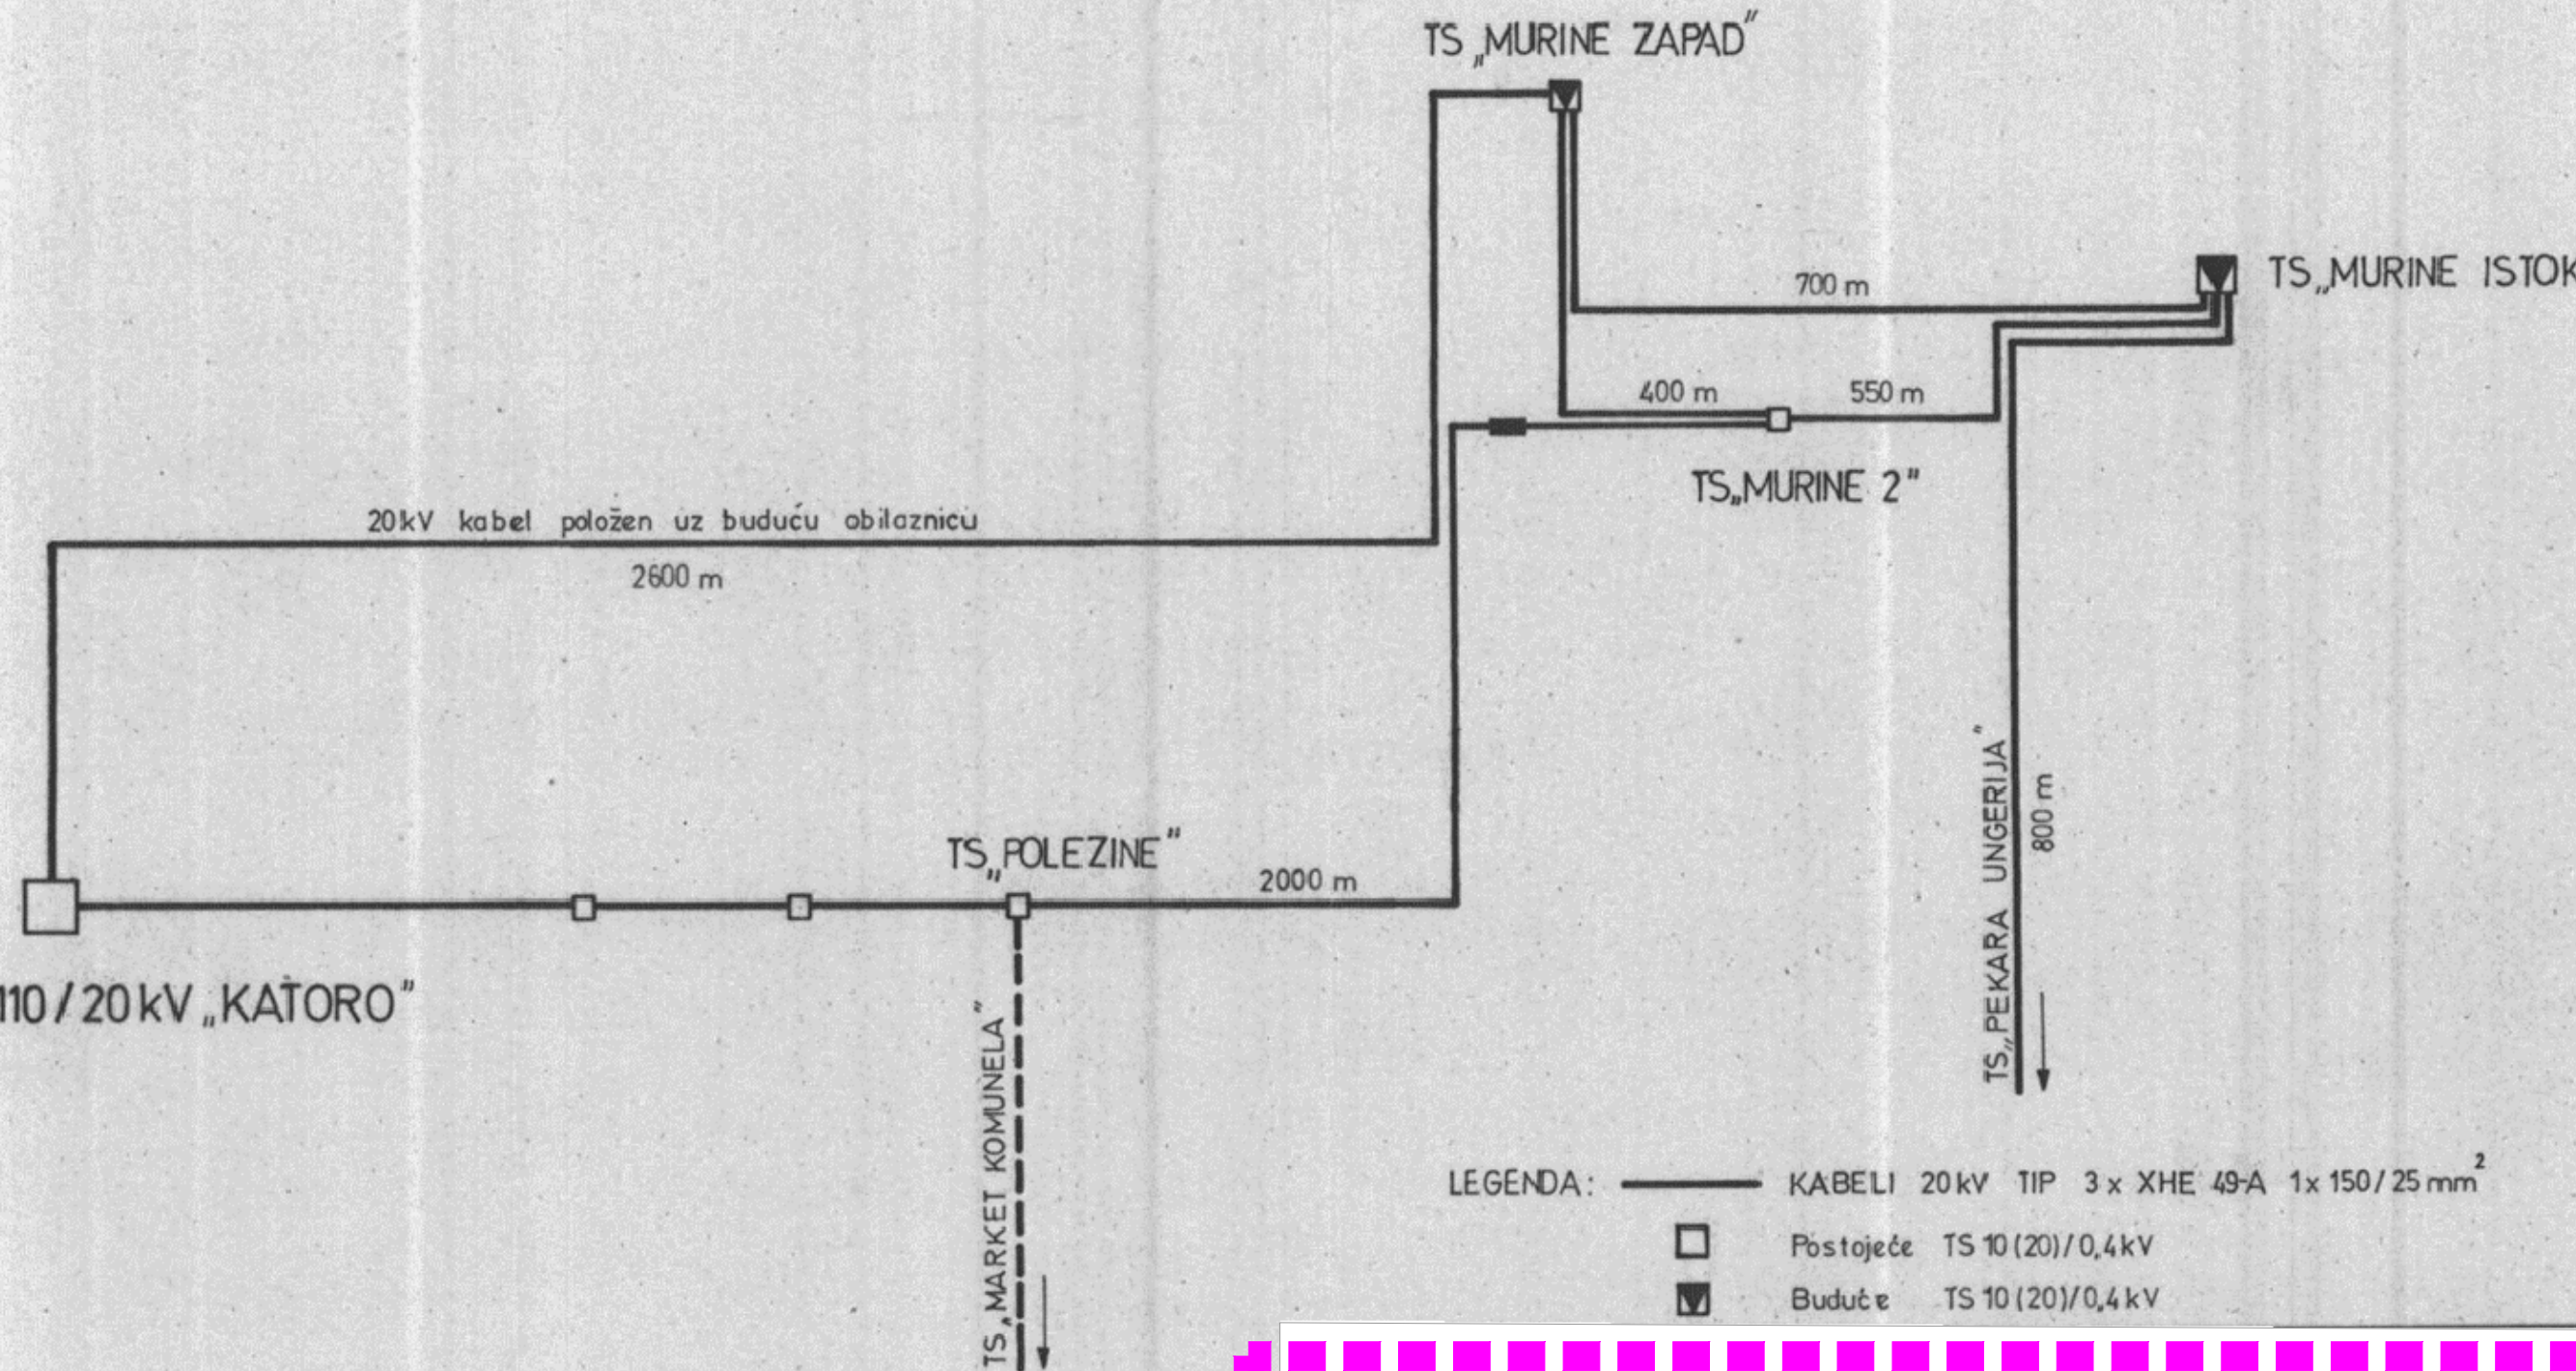 TS „MURINE ZAPAD"
TS „MURINE ISTOK
700 m
400 m
550 m
TS „MURINE 2"
20kV kabel položen uz buduću obilaznicu
2600 m
TS „POLEZINE"
2000 m
110/20 kV „KATORO"
TS „MARKET KOMUNELA"
TS „PEKARA UNGERIJA"
800 m
LEGENDA: KABELI 20 kV TIP 3 x XHE 49-A 1x 150/25 mm²
Postojeće TS 10 (20)/0,4 kV
Buduće TS 10 (20)/0,4 kV